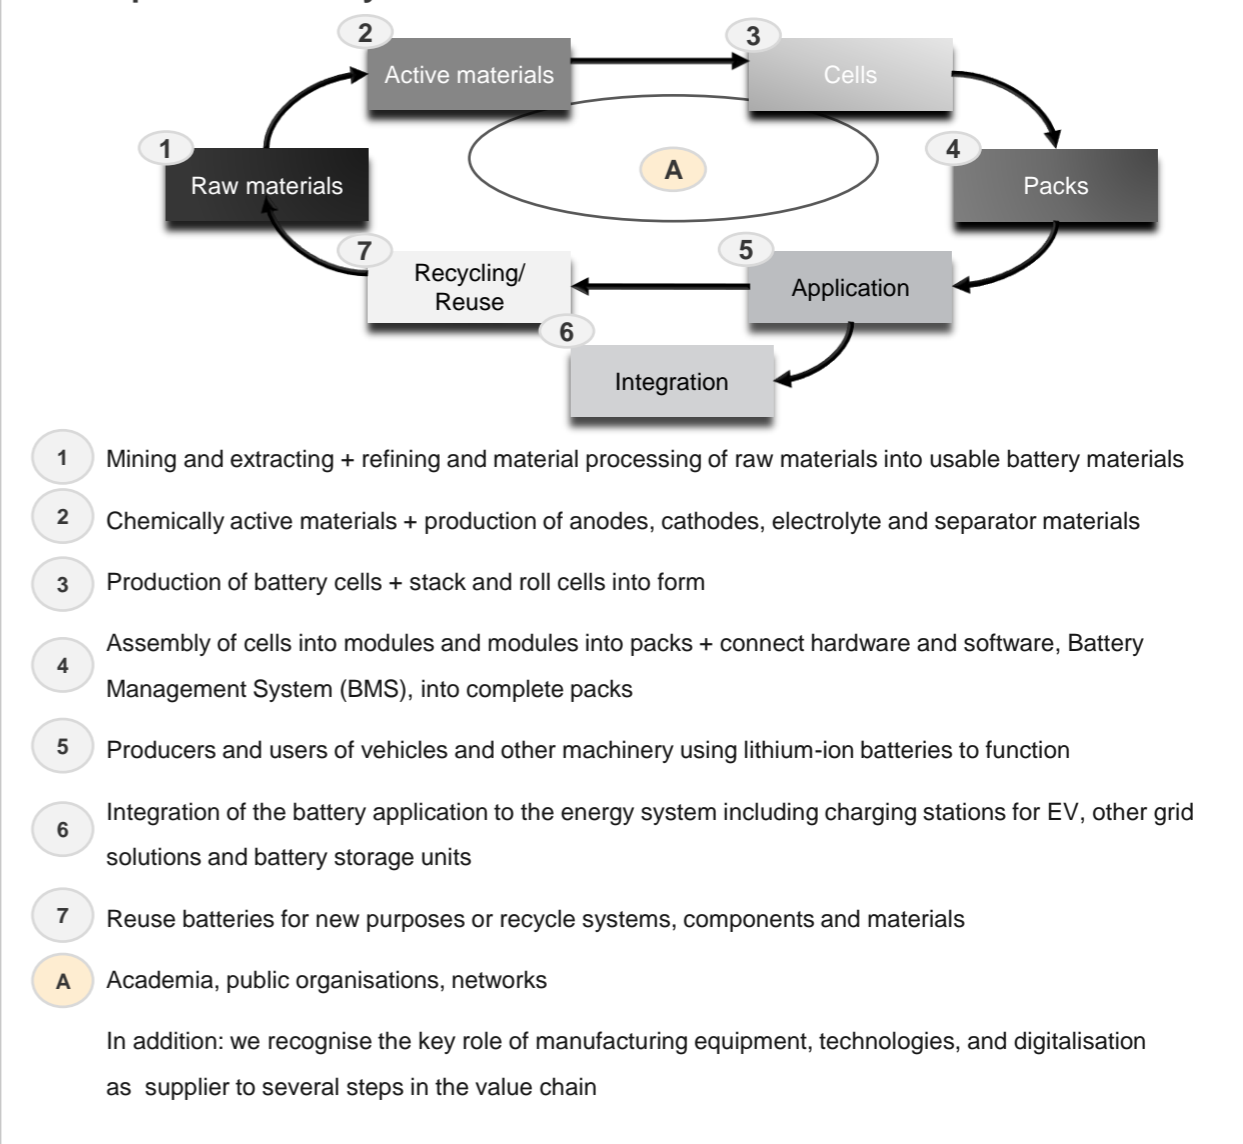 2
3
Active materials
Cells
1
4
A
Raw materials
Packs
7
5
Recycling/
Reuse
Application
6
Integration
1 Mining and extracting + refining and material processing of raw materials into usable battery materials
2 Chemically active materials + production of anodes, cathodes, electrolyte and separator materials
3 Production of battery cells + stack and roll cells into form
4 Assembly of cells into modules and modules into packs + connect hardware and software, Battery
Management System (BMS), into complete packs
5 Producers and users of vehicles and other machinery using lithium-ion batteries to function
6 Integration of the battery application to the energy system including charging stations for EV, other grid
solutions and battery storage units
7 Reuse batteries for new purposes or recycle systems, components and materials
A Academia, public organisations, networks
In addition: we recognise the key role of manufacturing equipment, technologies, and digitalisation
as supplier to several steps in the value chain